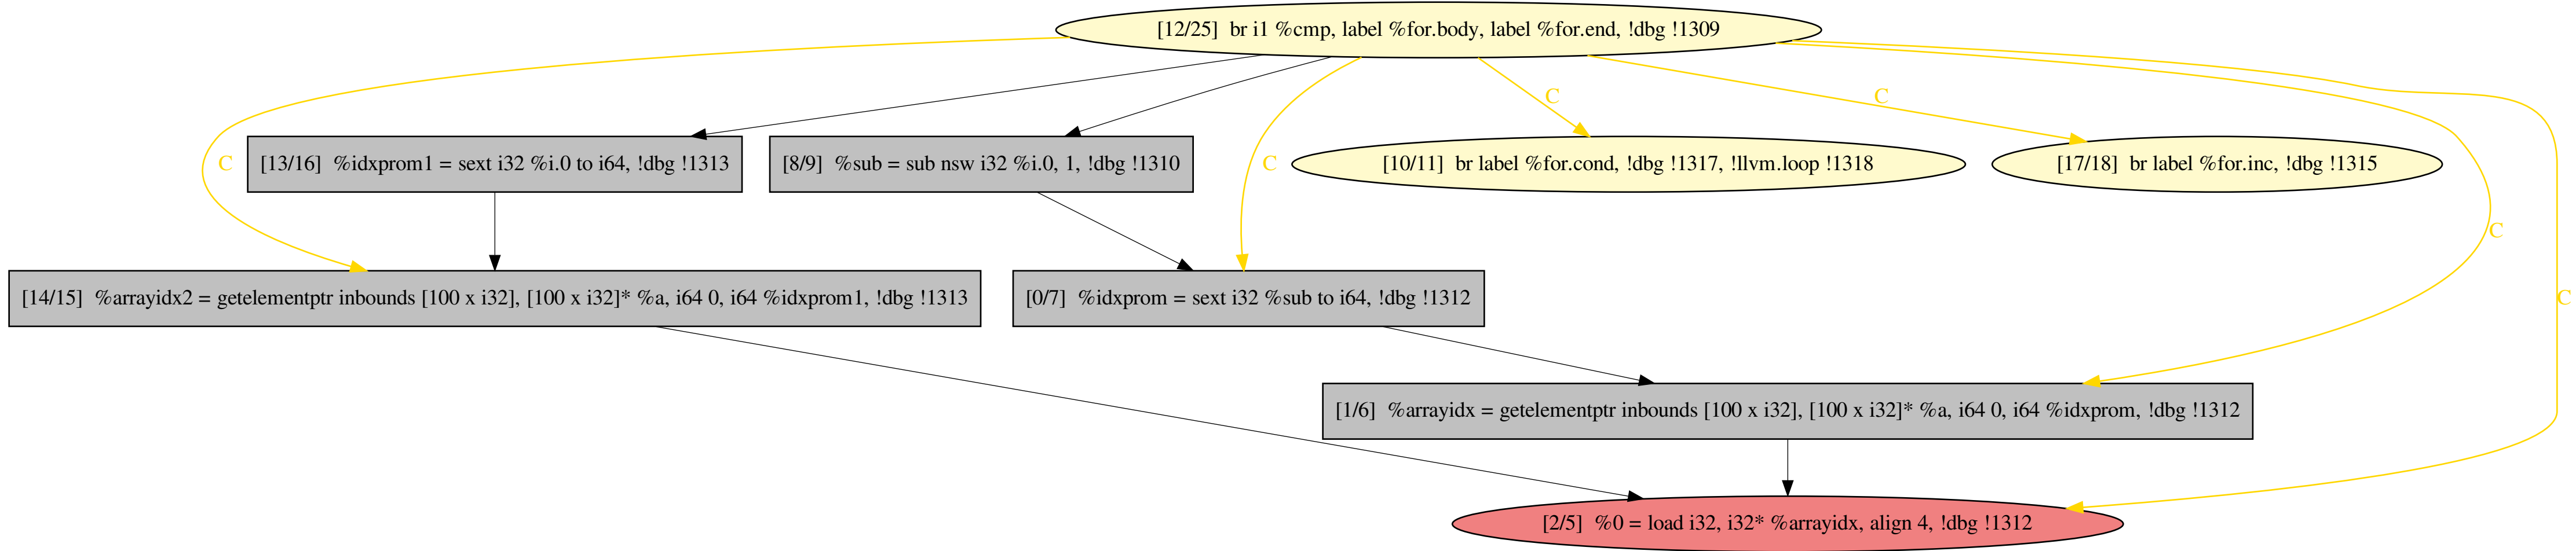 [12/25]  br i1 %cmp, label %for.body, label %for.end, !dbg !1309
C
C
C
[13/16]  %idxprom1 = sext i32 %i.0 to i64, !dbg !1313
[8/9]  %sub = sub nsw i32 %i.0, 1, !dbg !1310
C
[10/11]  br label %for.cond, !dbg !1317, !llvm.loop !1318
[17/18]  br label %for.inc, !dbg !1315
C
[14/15]  %arrayidx2 = getelementptr inbounds [100 x i32], [100 x i32]* %a, i64 0, i64 %idxprom1, !dbg !1313
[0/7]  %idxprom = sext i32 %sub to i64, !dbg !1312
C
[1/6]  %arrayidx = getelementptr inbounds [100 x i32], [100 x i32]* %a, i64 0, i64 %idxprom, !dbg !1312
[2/5]  %0 = load i32, i32* %arrayidx, align 4, !dbg !1312